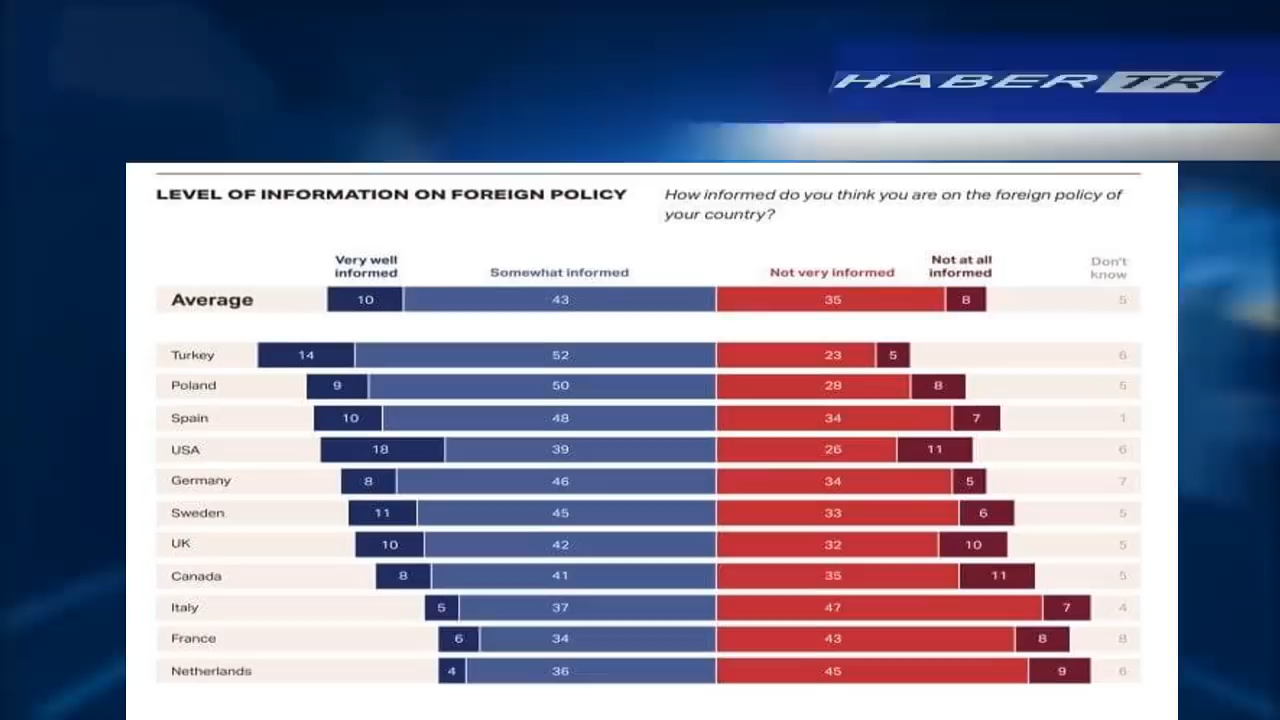 HABER TR
LEVEL OF INFORMATION ON FOREIGN POLICY
How informed do you think you are on the foreign policy of
your country?
Very well
informed
Somewhat informed
Not very informed
Not at all
informed
Don't
know
Average 10 43 35 8 5
Turkey 14 52 23 5 6
Poland 9 50 28 8 5
Spain 10 48 34 7 1
USA 18 39 26 11 6
Germany 8 46 34 5 7
Sweden 11 45 33 6 5
UK 10 42 32 10 5
Canada 8 41 35 11 5
Italy 5 37 47 7 4
France 6 34 43 8 8
Netherlands 4 36 45 9 6